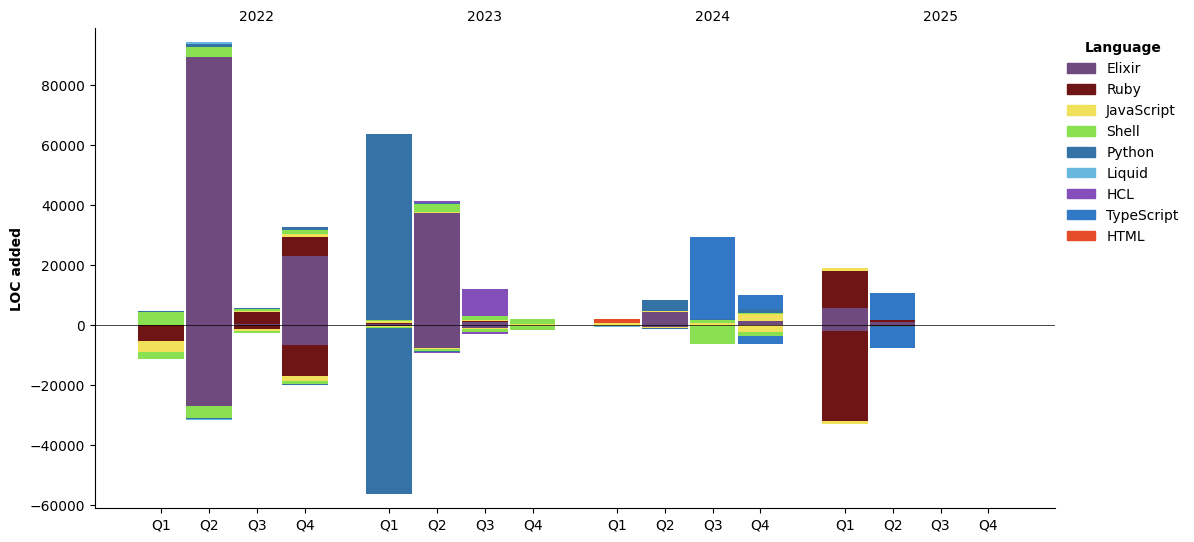 2022 2023 2024 2025
Language
Elixir
Ruby
JavaScript
Shell
Python
Liquid
HCL
TypeScript
HTML
LOC added
80000
60000
40000
20000
0
−20000
−40000
−60000
Q1 Q2 Q3 Q4 Q1 Q2 Q3 Q4 Q1 Q2 Q3 Q4 Q1 Q2 Q3 Q4